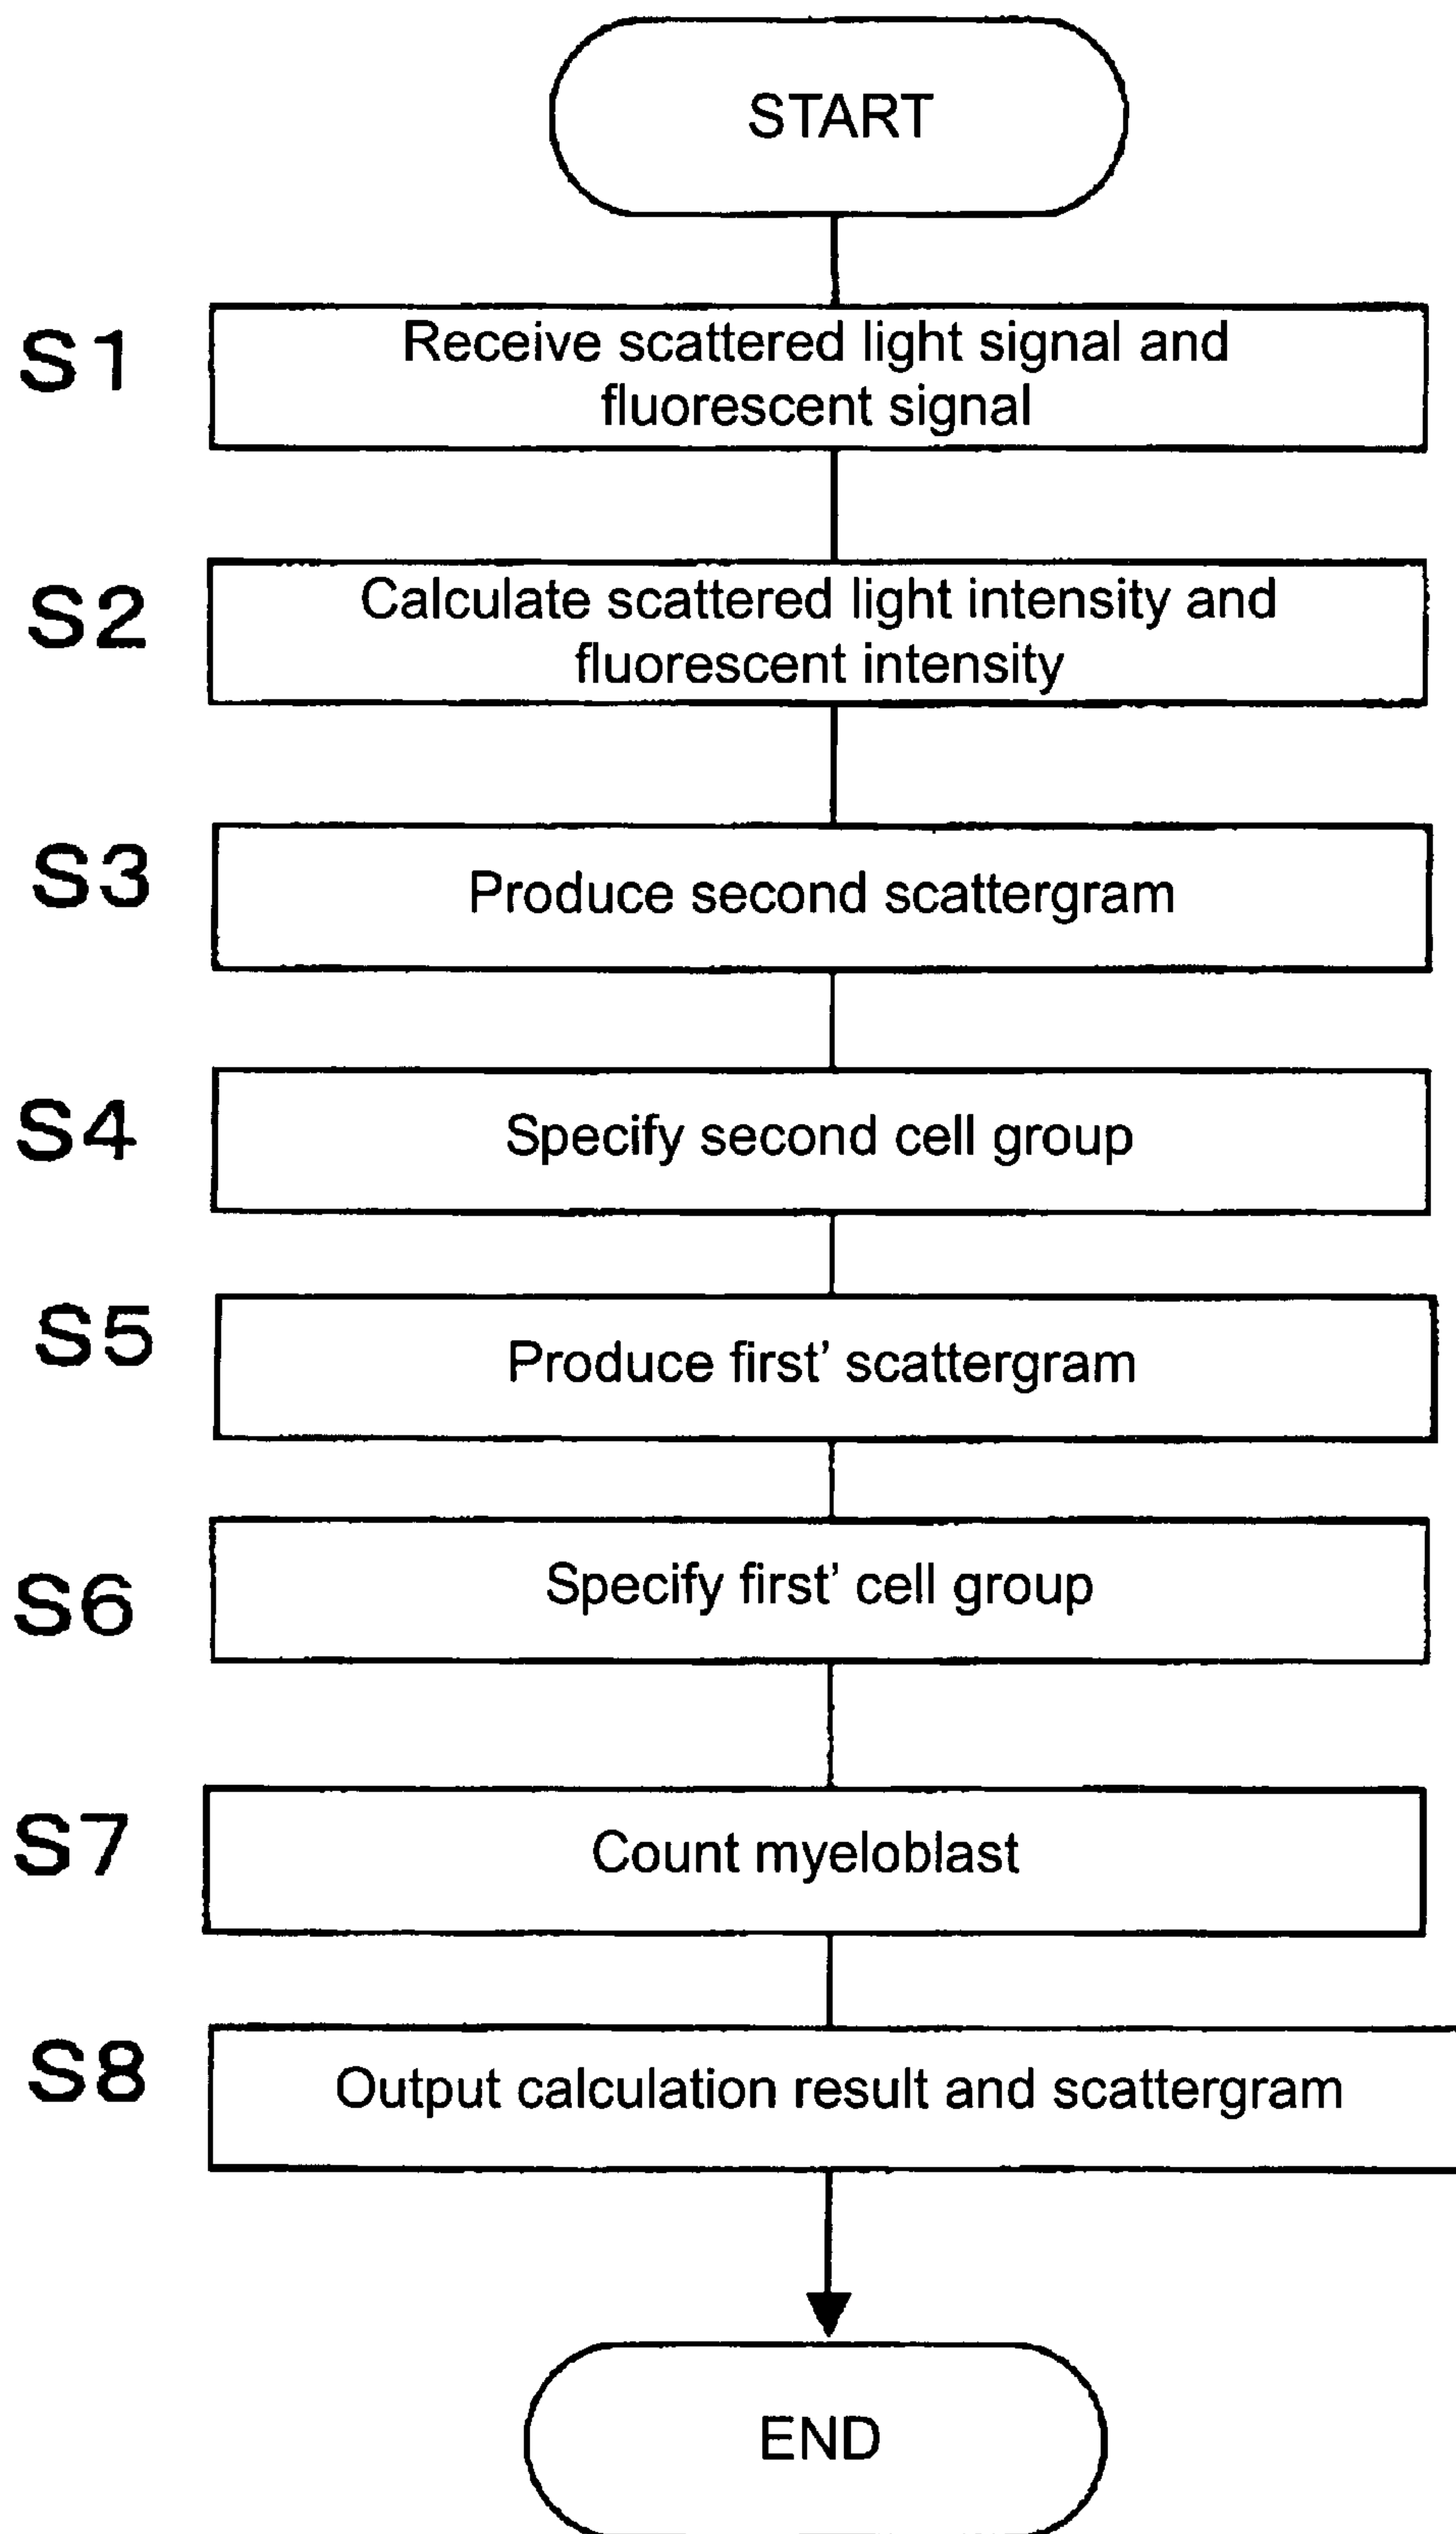 START
S1
Receive scattered light signal and
fluorescent signal
S2
Calculate scattered light intensity and
fluorescent intensity
S3
Produce second scattergram
S4
Specify second cell group
S5
Produce first’ scattergram
S6
Specify first’ cell group
S7
Count myeloblast
S8
Output calculation result and scattergram
END